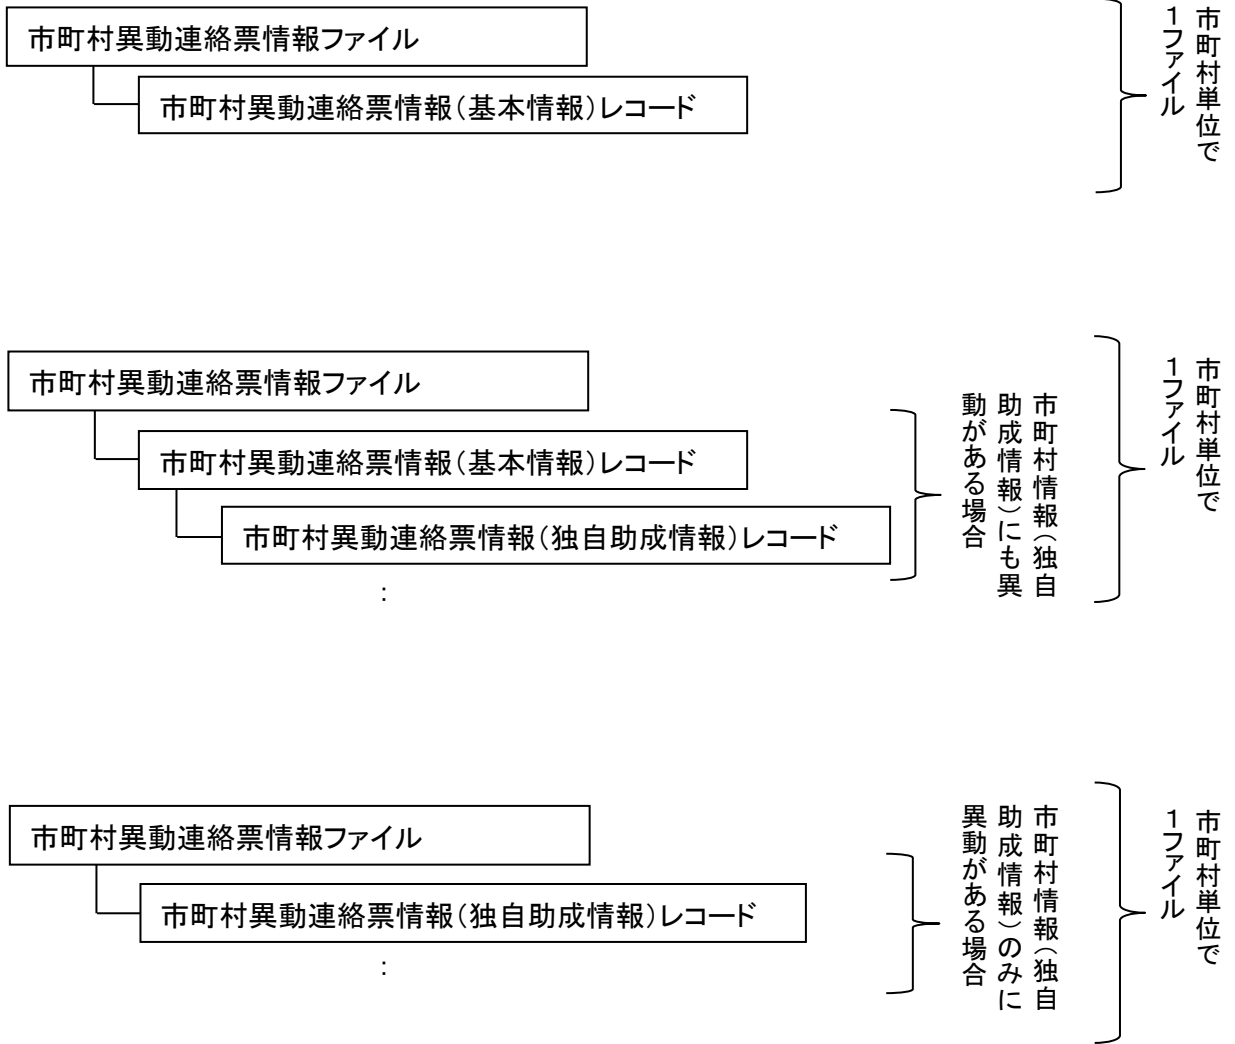 市町村異動連絡票情報ファイル
市町村異動連絡票情報(基本情報)レコード
市町村単位で
1ファイル
市町村異動連絡票情報ファイル
市町村異動連絡票情報(基本情報)レコード
市町村異動連絡票情報(独自助成情報)レコード
:
市町村情報(独自
助成情報)にも異
動がある場合
市町村単位で
1ファイル
市町村異動連絡票情報ファイル
市町村異動連絡票情報(独自助成情報)レコード
:
市町村情報(独自
助成情報)のみに
異動がある場合
市町村単位で
1ファイル